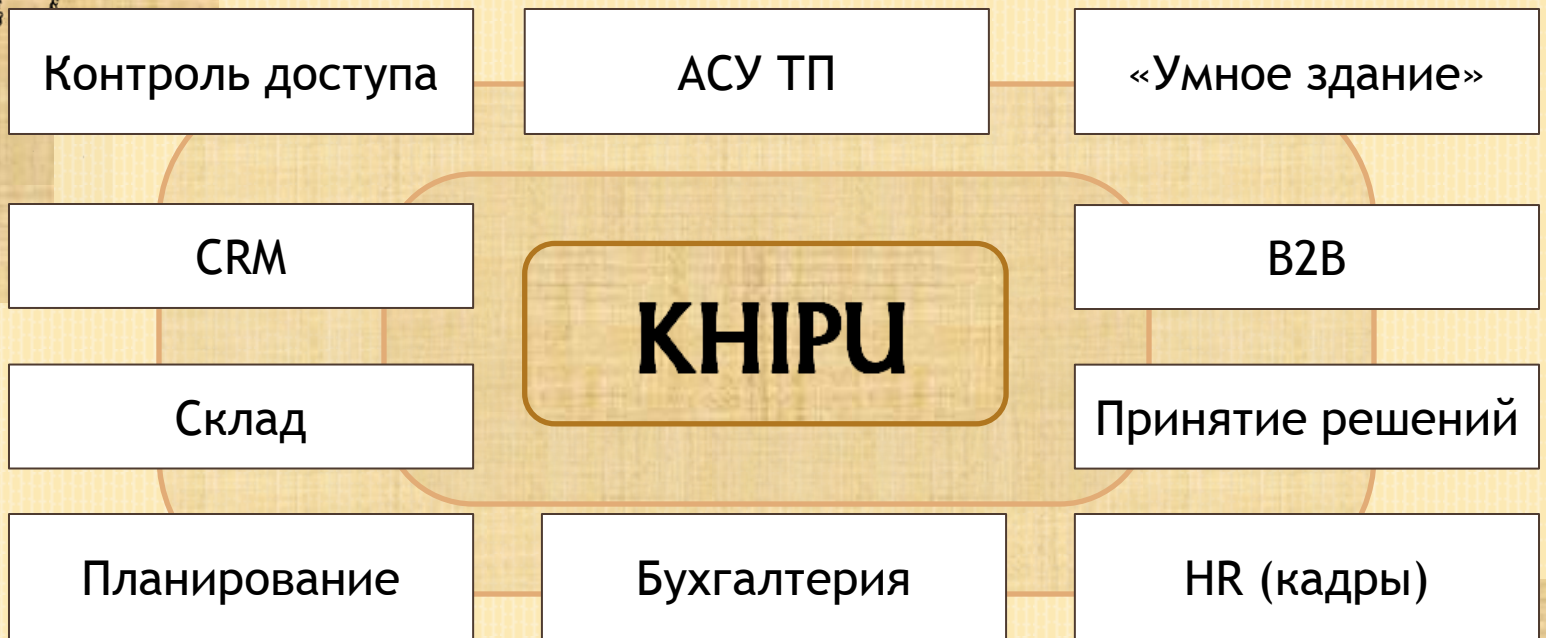 Контроль доступа
АСУ ТП
«Умное здание»
CRM
B2B
KHIPU
Склад
Принятие решений
Планирование
Бухгалтерия
HR (кадры)